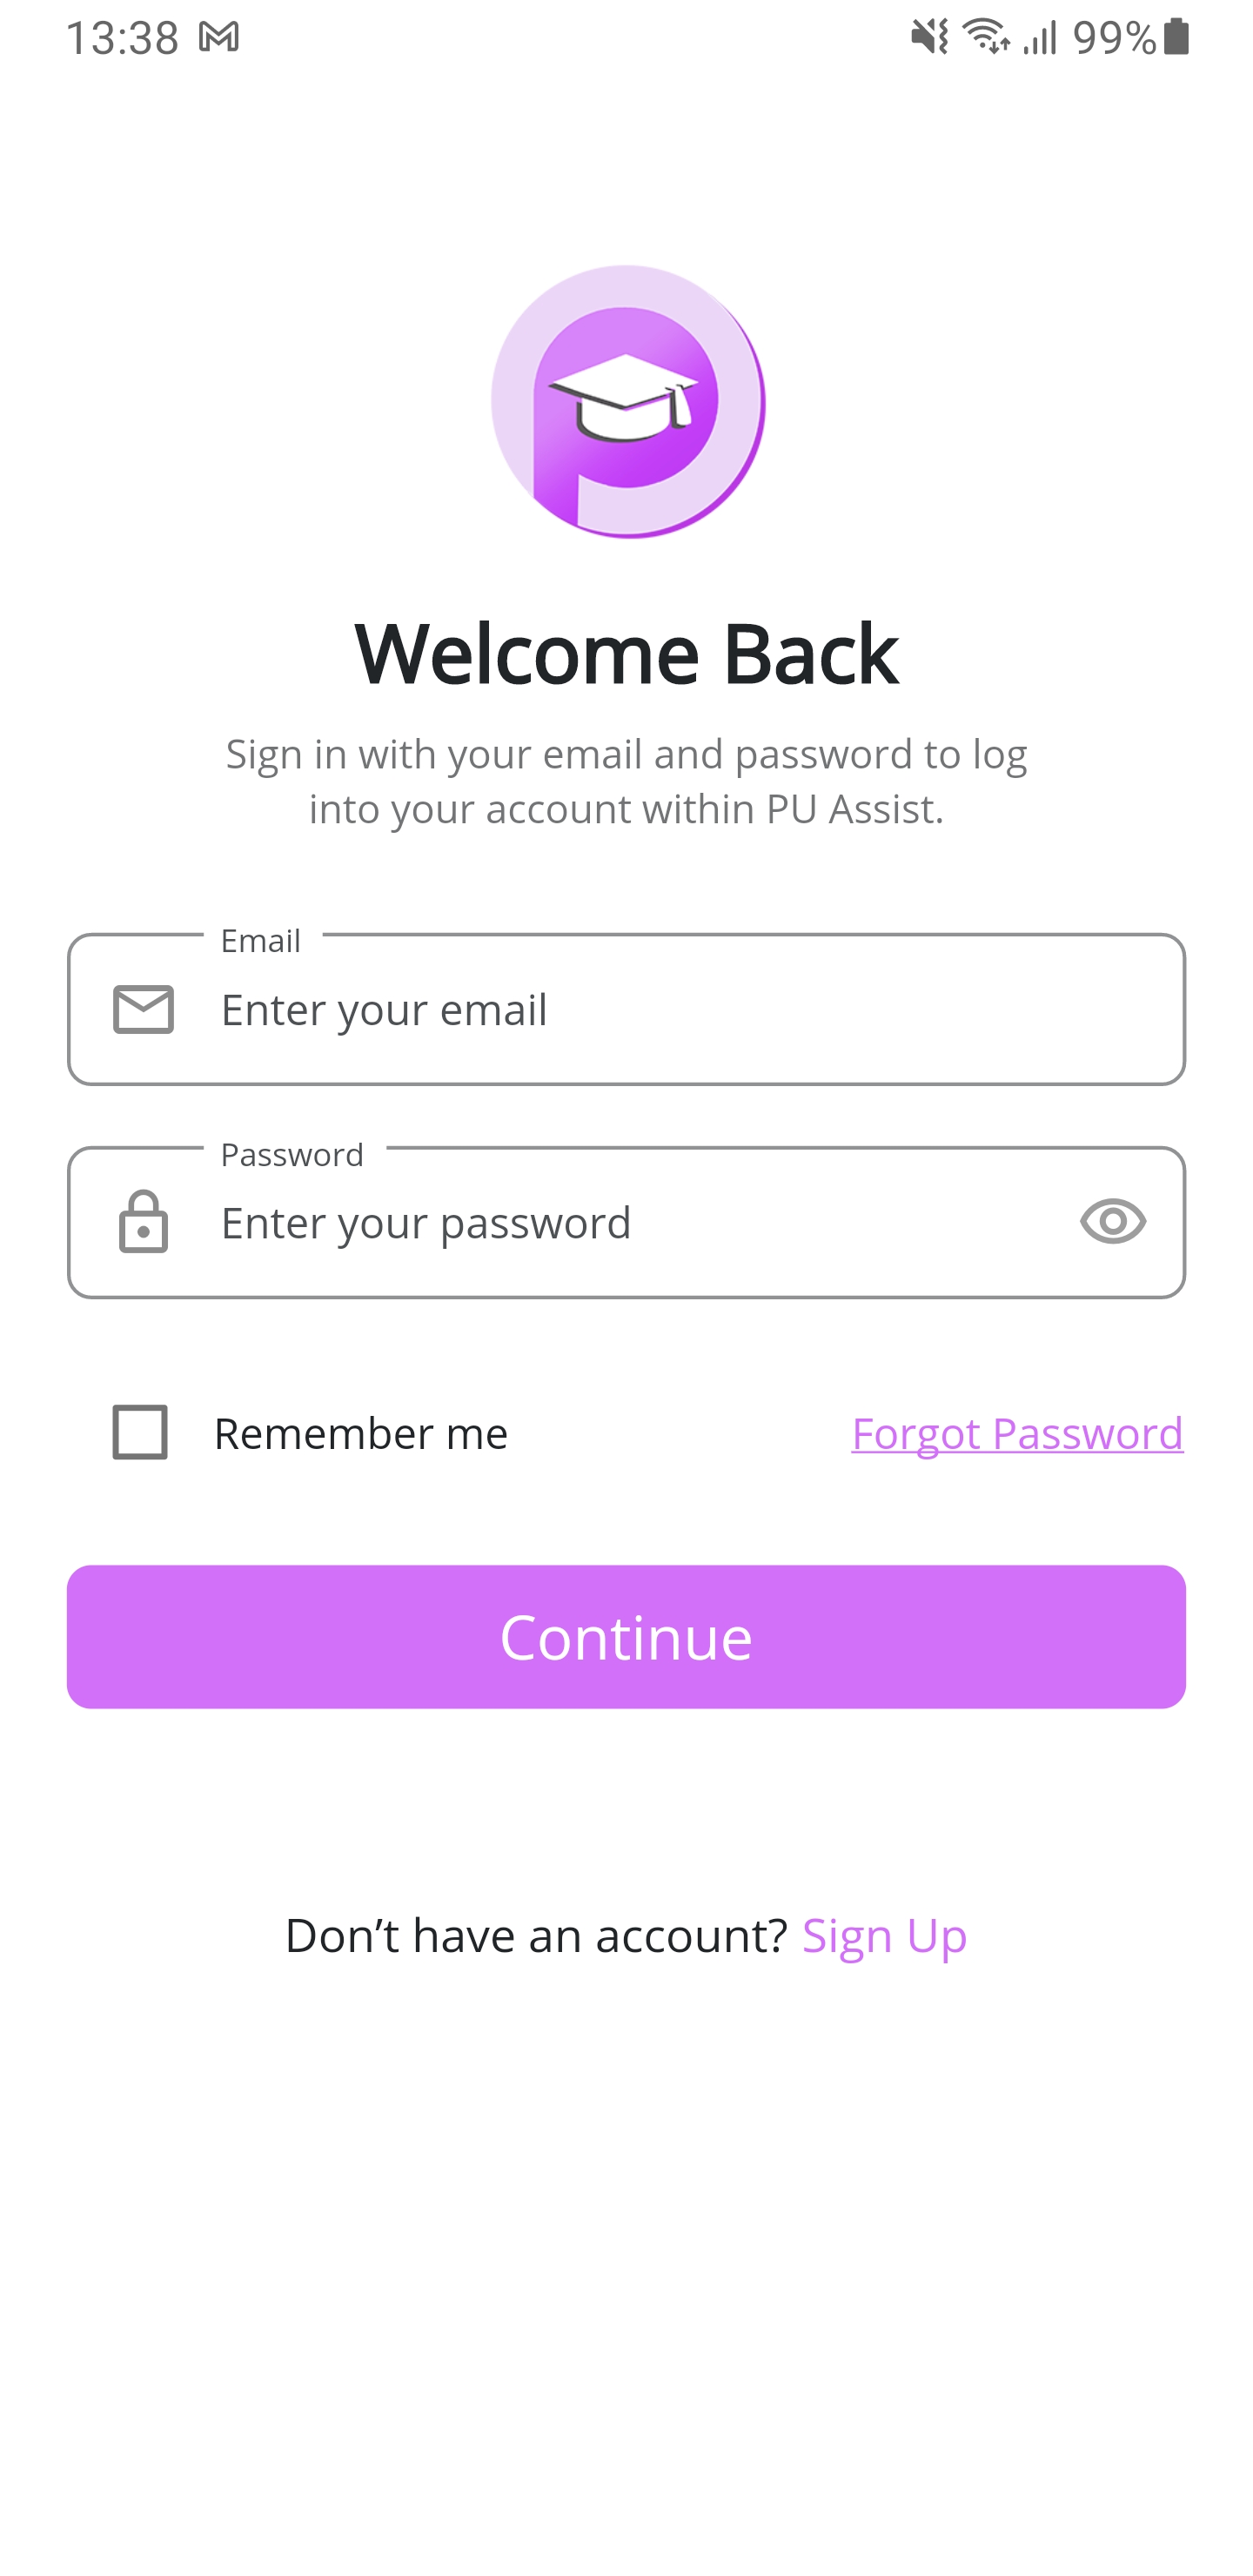 13:38 99%
Welcome Back
Sign in with your email and password to log
into your account within PU Assist.
Email
Enter your email
Password
Enter your password
Remember me Forgot Password
Continue
Don’t have an account? Sign Up